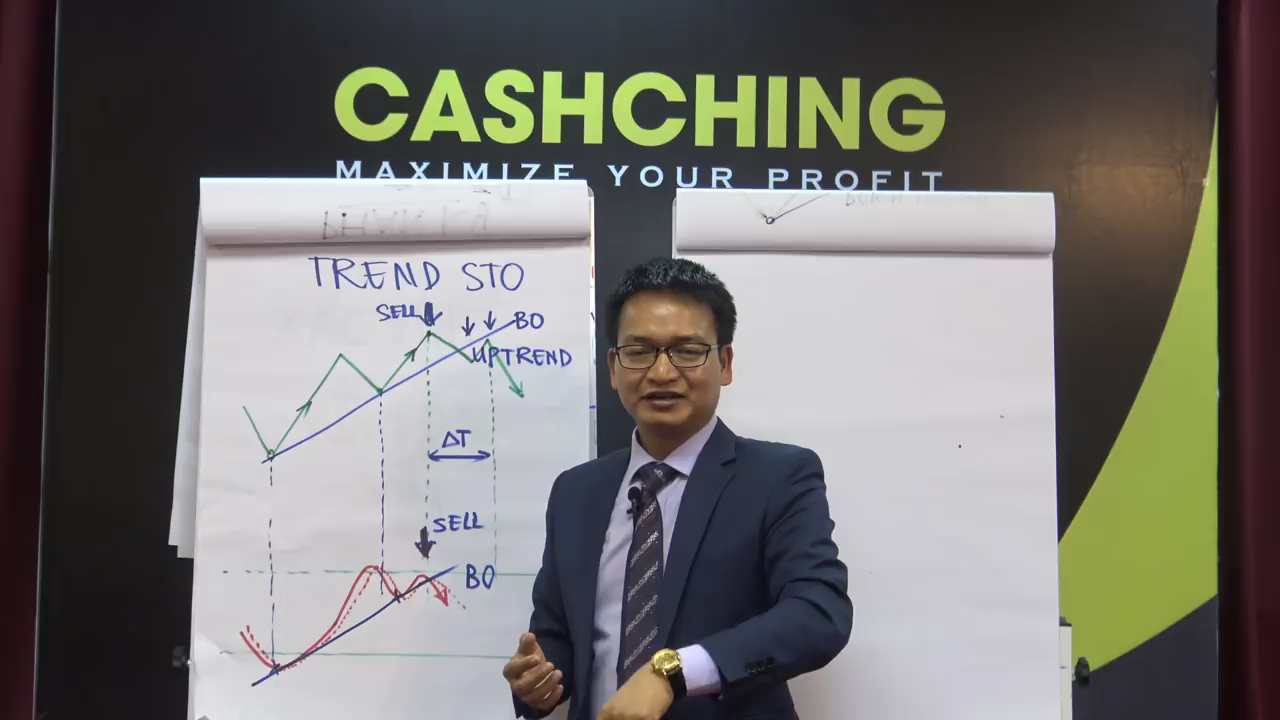 CASHCHING
MAXIMIZE YOUR PROFIT
TREND STO
SELL
BO
UPTREND
ΔT
SELL
BO